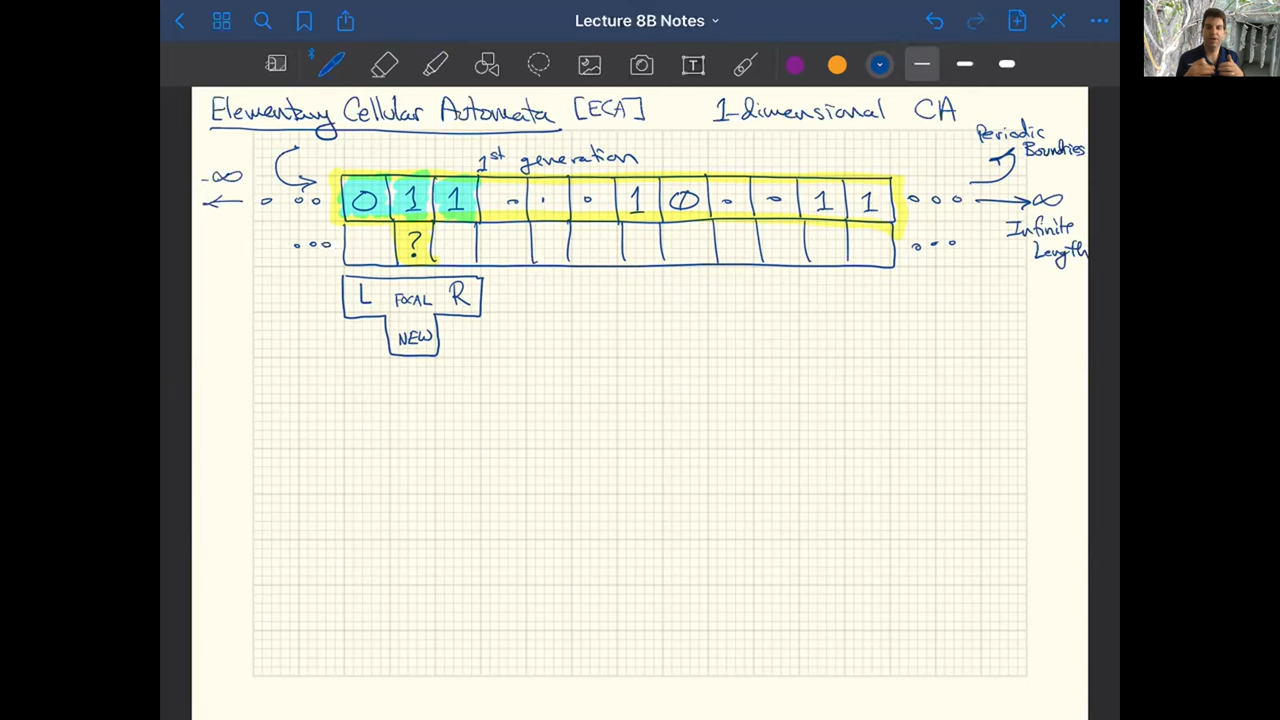 Lecture 8B Notes
T
Elementary Cellular Automata [ECA] 1-dimensional CA
Periodic
Boundries
1st generation
-∞
0 1 1 . . . 1 0 . . 1 1
∞
Infinite
Length
?
L FOCAL R
NEW